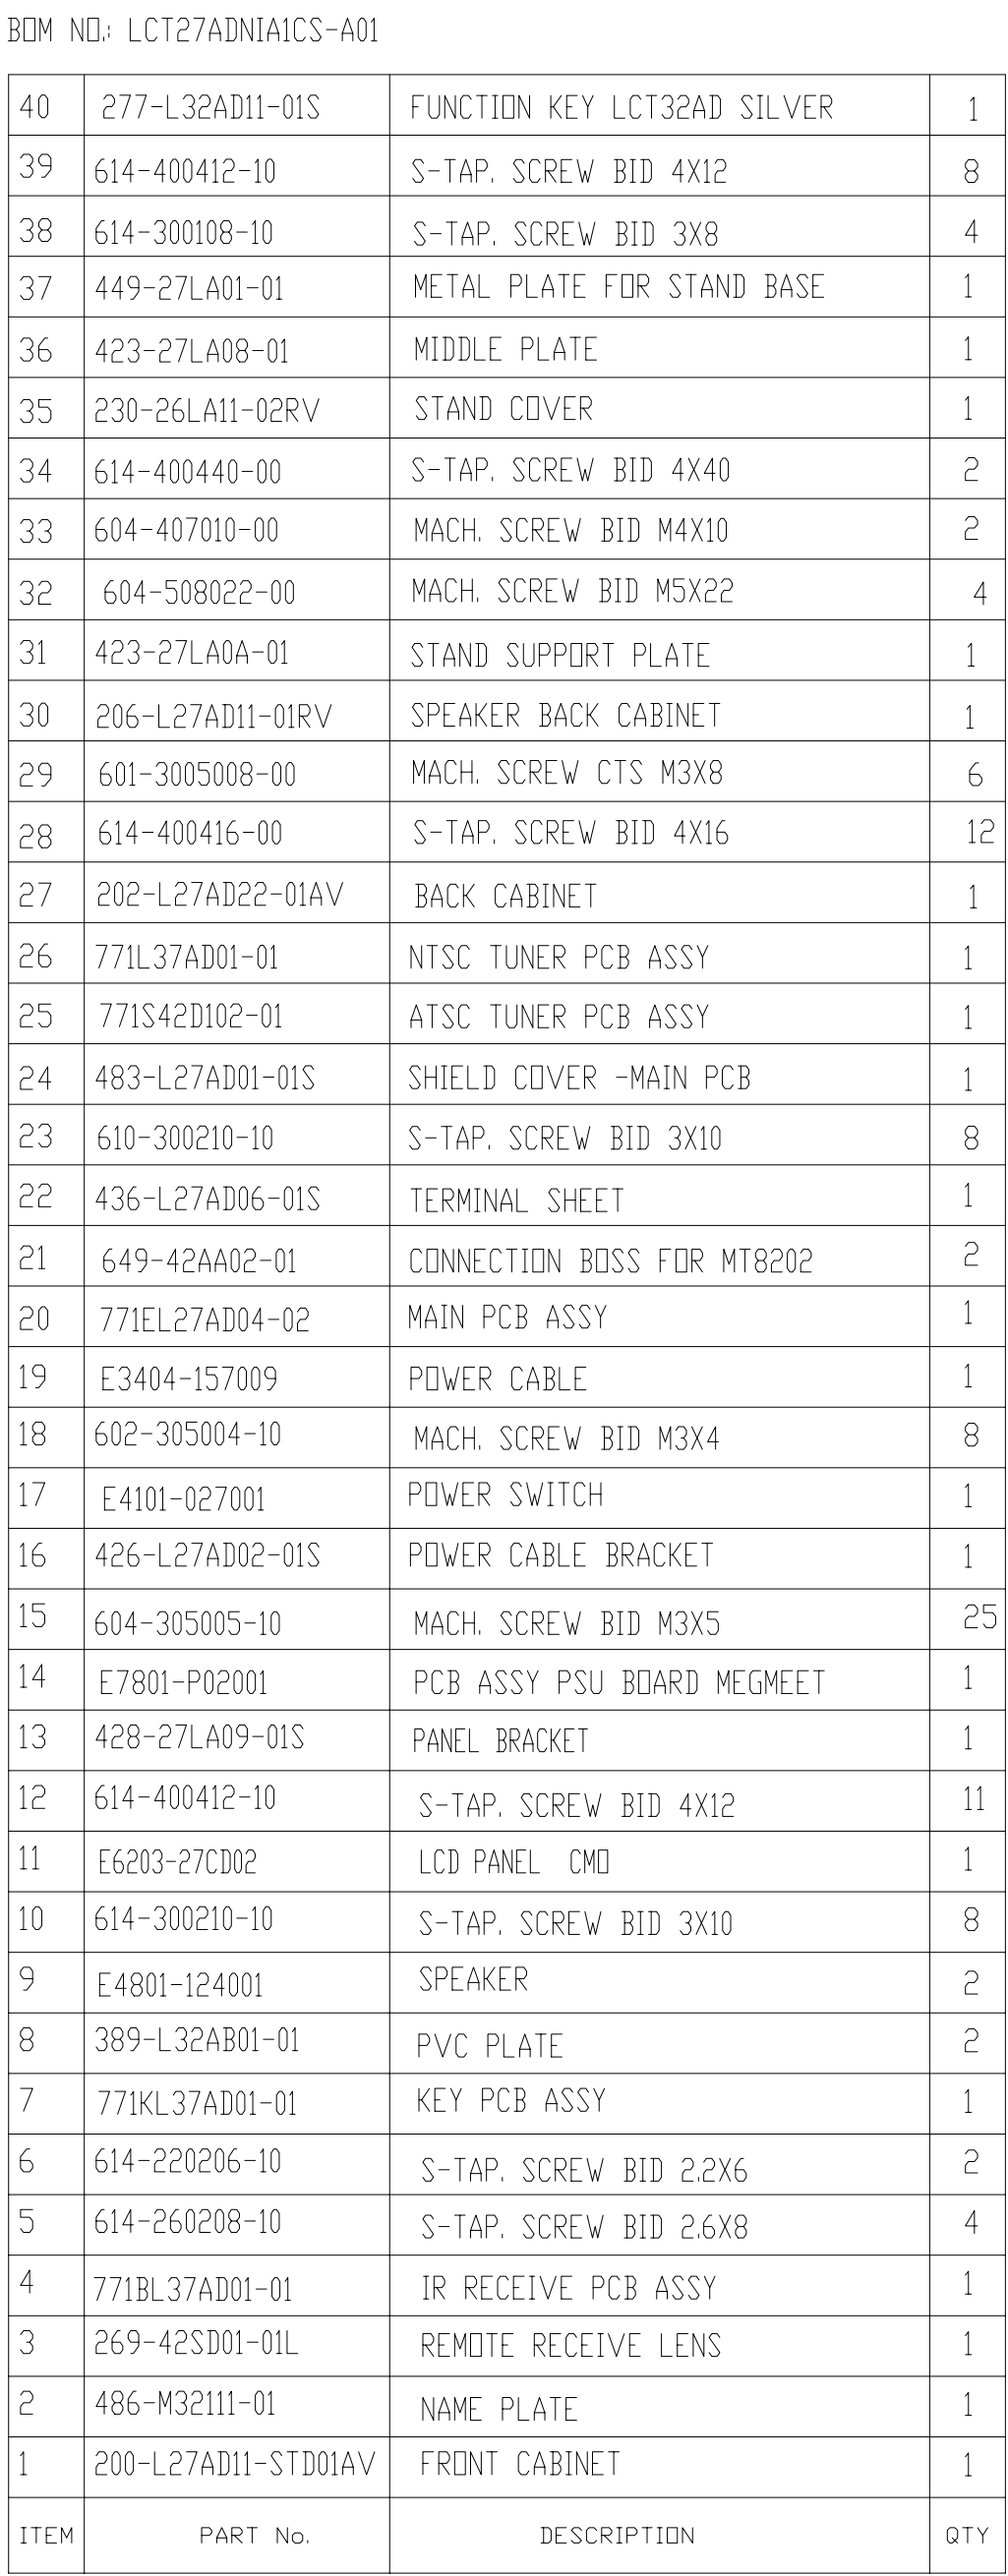 BOM NO.: LCT27ADNIA1CS-A01
40 277-L32AD11-01S FUNCTION KEY LCT32AD SILVER 1
39 614-400412-10 S-TAP. SCREW BID 4X12 8
38 614-300108-10 S-TAP. SCREW BID 3X8 4
37 449-27LA01-01 METAL PLATE FOR STAND BASE 1
36 423-27LA08-01 MIDDLE PLATE 1
35 230-26LA11-02RV STAND COVER 1
34 614-400440-00 S-TAP. SCREW BID 4X40 2
33 604-407010-00 MACH. SCREW BID M4X10 2
32 604-508022-00 MACH. SCREW BID M5X22 4
31 423-27LA0A-01 STAND SUPPORT PLATE 1
30 206-L27AD11-01RV SPEAKER BACK CABINET 1
29 601-3005008-00 MACH. SCREW CTS M3X8 6
28 614-400416-00 S-TAP. SCREW BID 4X16 12
27 202-L27AD22-01AV BACK CABINET 1
26 771L37AD01-01 NTSC TUNER PCB ASSY 1
25 771S42D102-01 ATSC TUNER PCB ASSY 1
24 483-L27AD01-01S SHIELD COVER -MAIN PCB 1
23 610-300210-10 S-TAP. SCREW BID 3X10 8
22 436-L27AD06-01S TERMINAL SHEET 1
21 649-42AA02-01 CONNECTION BOSS FOR MT8202 2
20 771EL27AD04-02 MAIN PCB ASSY 1
19 E3404-157009 POWER CABLE 1
18 602-305004-10 MACH. SCREW BID M3X4 8
17 E4101-027001 POWER SWITCH 1
16 426-L27AD02-01S POWER CABLE BRACKET 1
15 604-305005-10 MACH. SCREW BID M3X5 25
14 E7801-P02001 PCB ASSY PSU BOARD MEGMEET 1
13 428-27LA09-01S PANEL BRACKET 1
12 614-400412-10 S-TAP. SCREW BID 4X12 11
11 E6203-27CD02 LCD PANEL CMO 1
10 614-300210-10 S-TAP. SCREW BID 3X10 8
9 E4801-124001 SPEAKER 2
8 389-L32AB01-01 PVC PLATE 2
7 771KL37AD01-01 KEY PCB ASSY 1
6 614-220206-10 S-TAP. SCREW BID 2.2X6 2
5 614-260208-10 S-TAP. SCREW BID 2.6X8 4
4 771BL37AD01-01 IR RECEIVE PCB ASSY 1
3 269-42SD01-01L REMOTE RECEIVE LENS 1
2 486-M32111-01 NAME PLATE 1
1 200-L27AD11-STD01AV FRONT CABINET 1
ITEM PART No. DESCRIPTION QTY